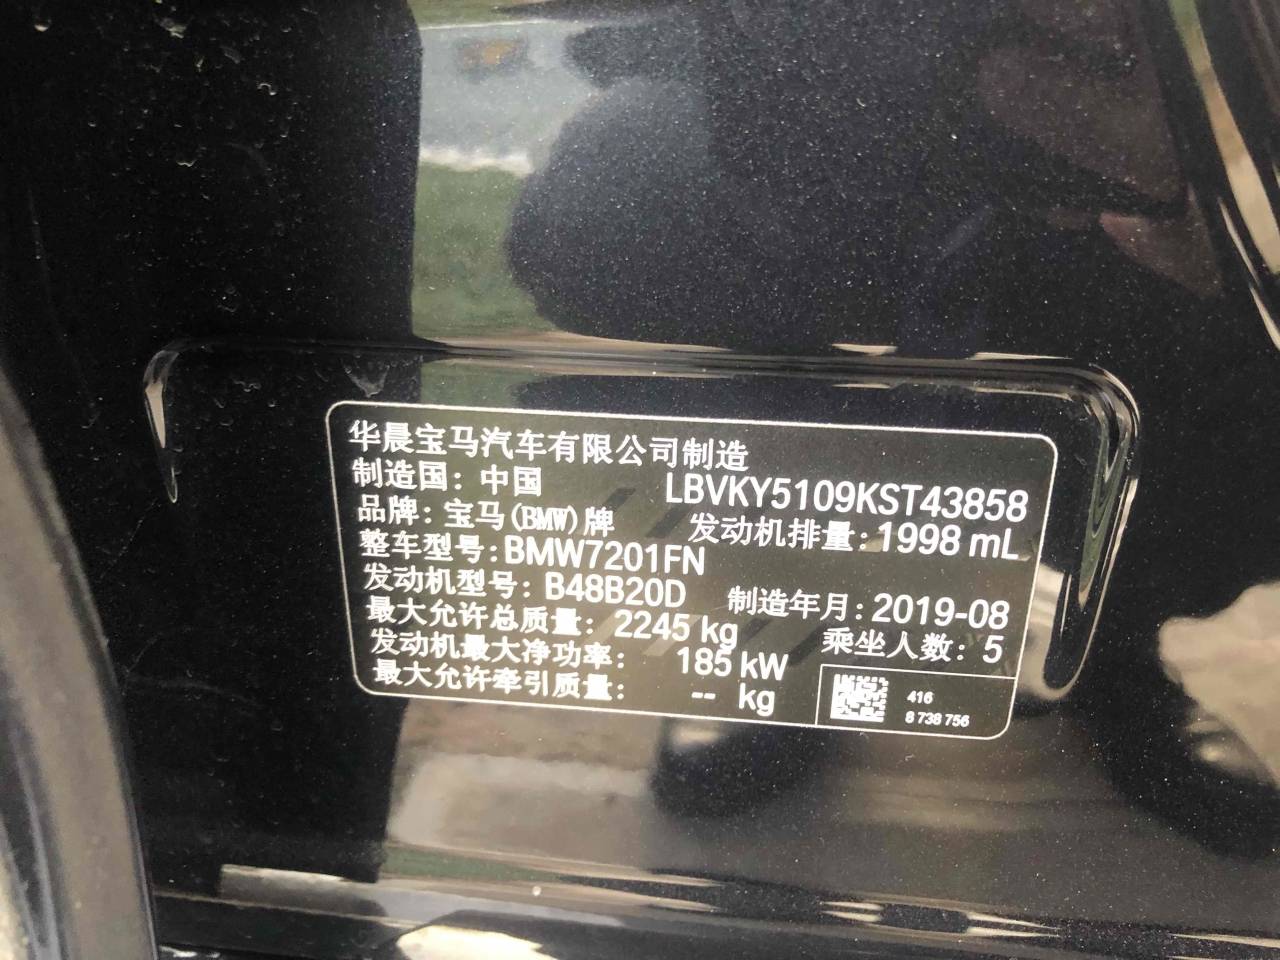 华晨宝马汽车有限公司制造
制造国：中国
LBVKY5109KST43858
品牌：宝马(BMW)牌
发动机排量：1998 mL
整车型号：BMW7201FN
发动机型号：B48B20D
制造年月：2019-08
最大允许总质量：2245 kg
乘坐人数：5
发动机最大净功率：185 kW
最大允许牵引质量：-- kg
416
8 738 756